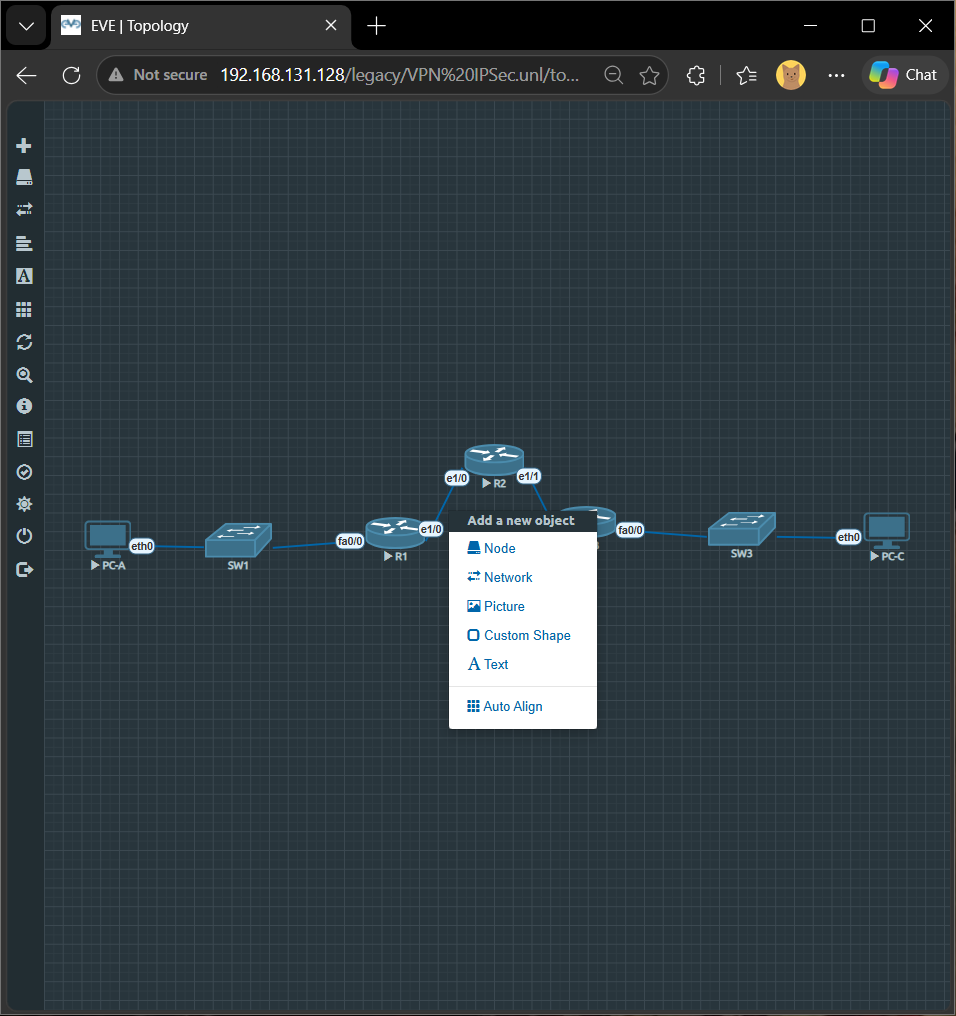 EVE | Topology
Not secure 192.168.131.128/legacy/VPN%20IPSec.unl/to...
Chat
R2
e1/0
e1/1
PC-A
eth0
SW1
fa0/0
R1
e1/0
fa0/0
SW3
eth0
PC-C
Add a new object
Node
Network
Picture
Custom Shape
Text
Auto Align